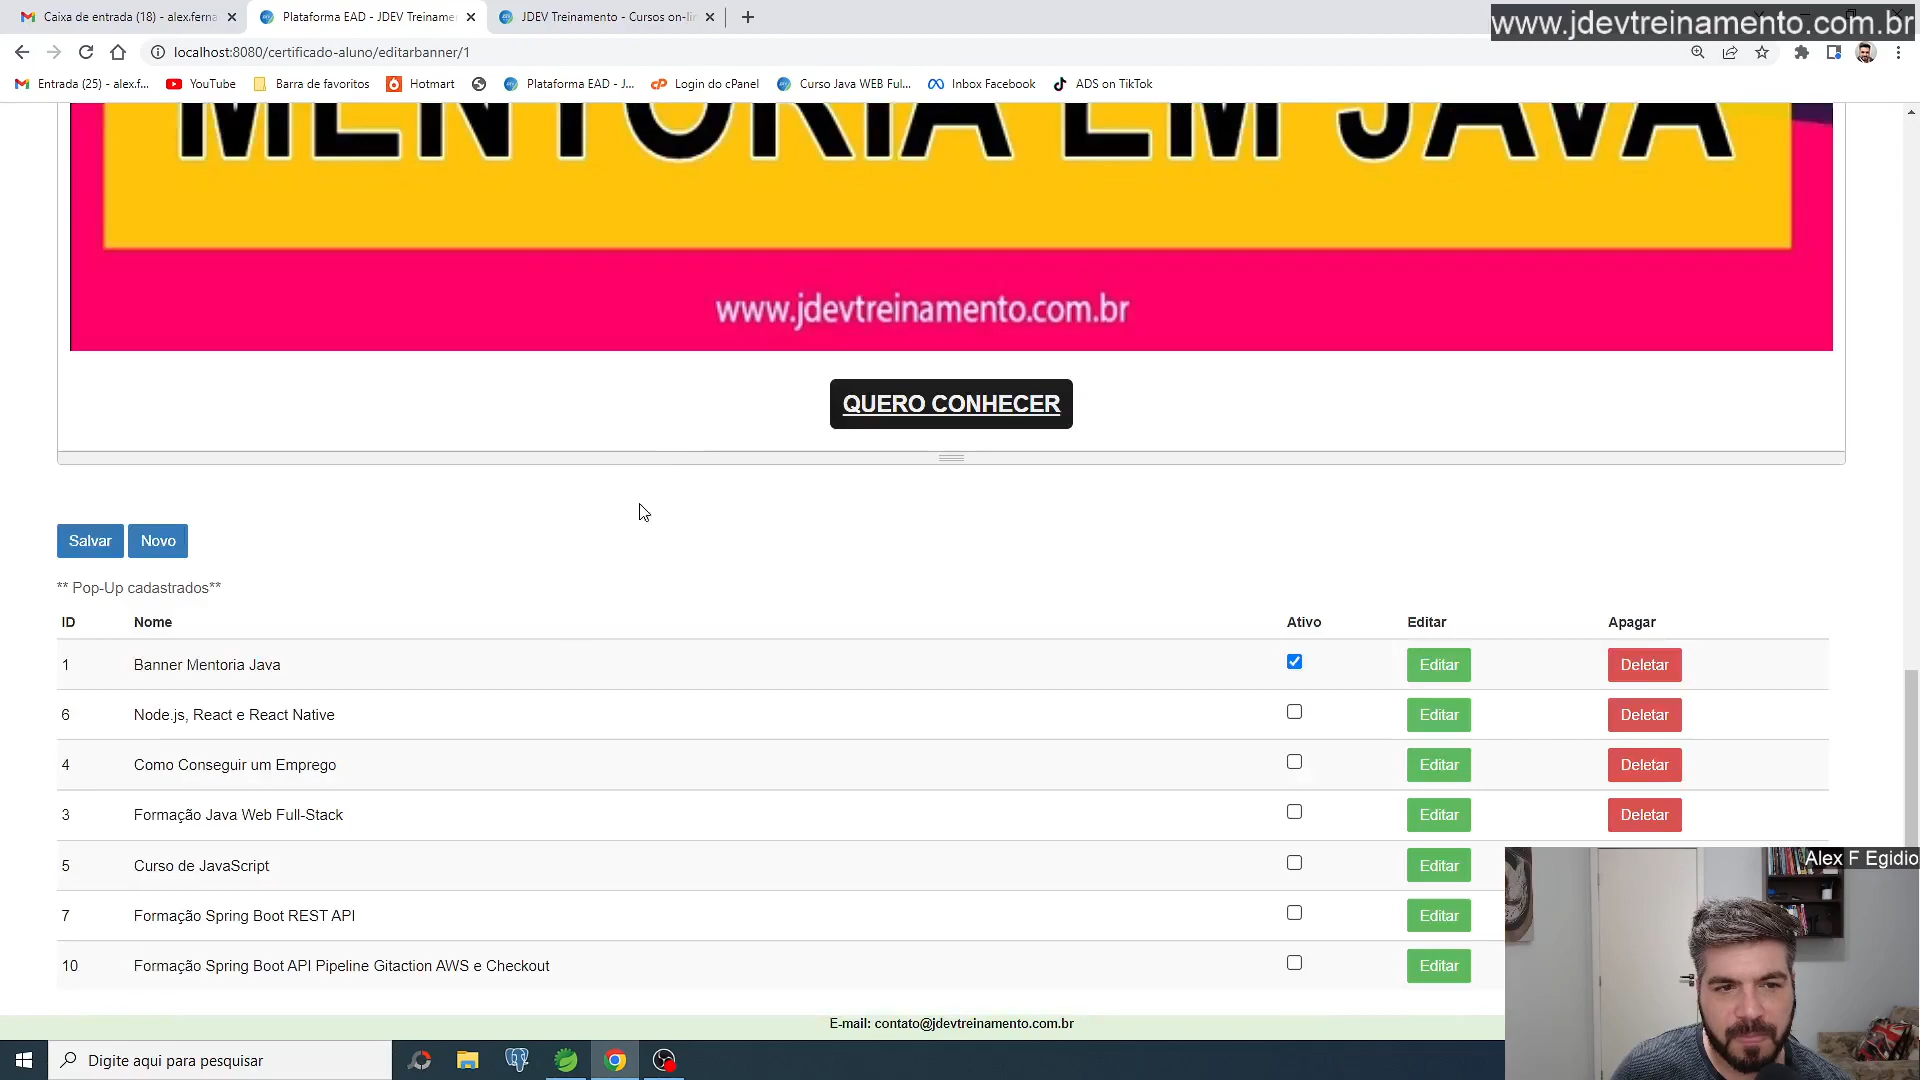 Caixa de entrada (18) - alex.ferna
Plataforma EAD - JDEV Treiname
JDEV Treinamento - Cursos on-li
www.jdevtreinamento.com.br
localhost:8080/certificado-aluno/editarbanner/1
Entrada (25) - alex.f...
YouTube
Barra de favoritos
Hotmart
Plataforma EAD - J...
Login do cPanel
Curso Java WEB Ful...
Inbox Facebook
ADS on TikTok
MENTORIA EM JAVA
www.jdevtreinamento.com.br
QUERO CONHECER
Salvar
Novo
** Pop-Up cadastrados**
ID Nome Ativo Editar Apagar
1 Banner Mentoria Java Editar Deletar
6 Node.js, React e React Native Editar Deletar
4 Como Conseguir um Emprego Editar Deletar
3 Formação Java Web Full-Stack Editar Deletar
5 Curso de JavaScript Editar
7 Formação Spring Boot REST API Editar
10 Formação Spring Boot API Pipeline Gitaction AWS e Checkout Editar
Alex F Egidio
E-mail: contato@jdevtreinamento.com.br
Digite aqui para pesquisar